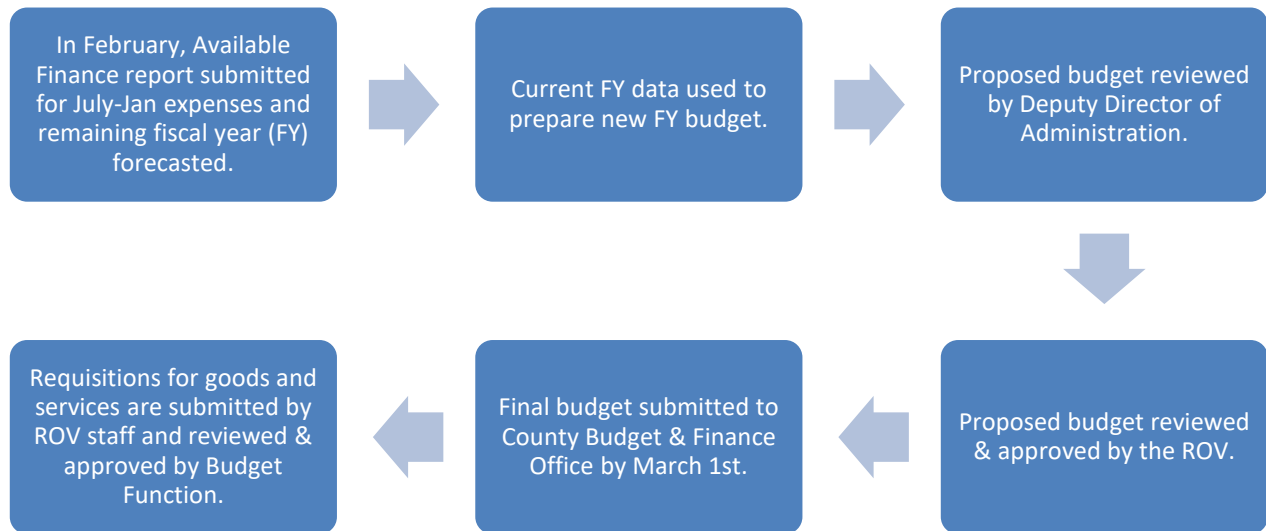 In February, Available
Finance report submitted
for July-Jan expenses and
remaining fiscal year (FY)
forecasted.
Current FY data used to
prepare new FY budget.
Proposed budget reviewed
by Deputy Director of
Administration.
Proposed budget reviewed
& approved by the ROV.
Final budget submitted to
County Budget & Finance
Office by March 1st.
Requisitions for goods and
services are submitted by
ROV staff and reviewed &
approved by Budget
Function.